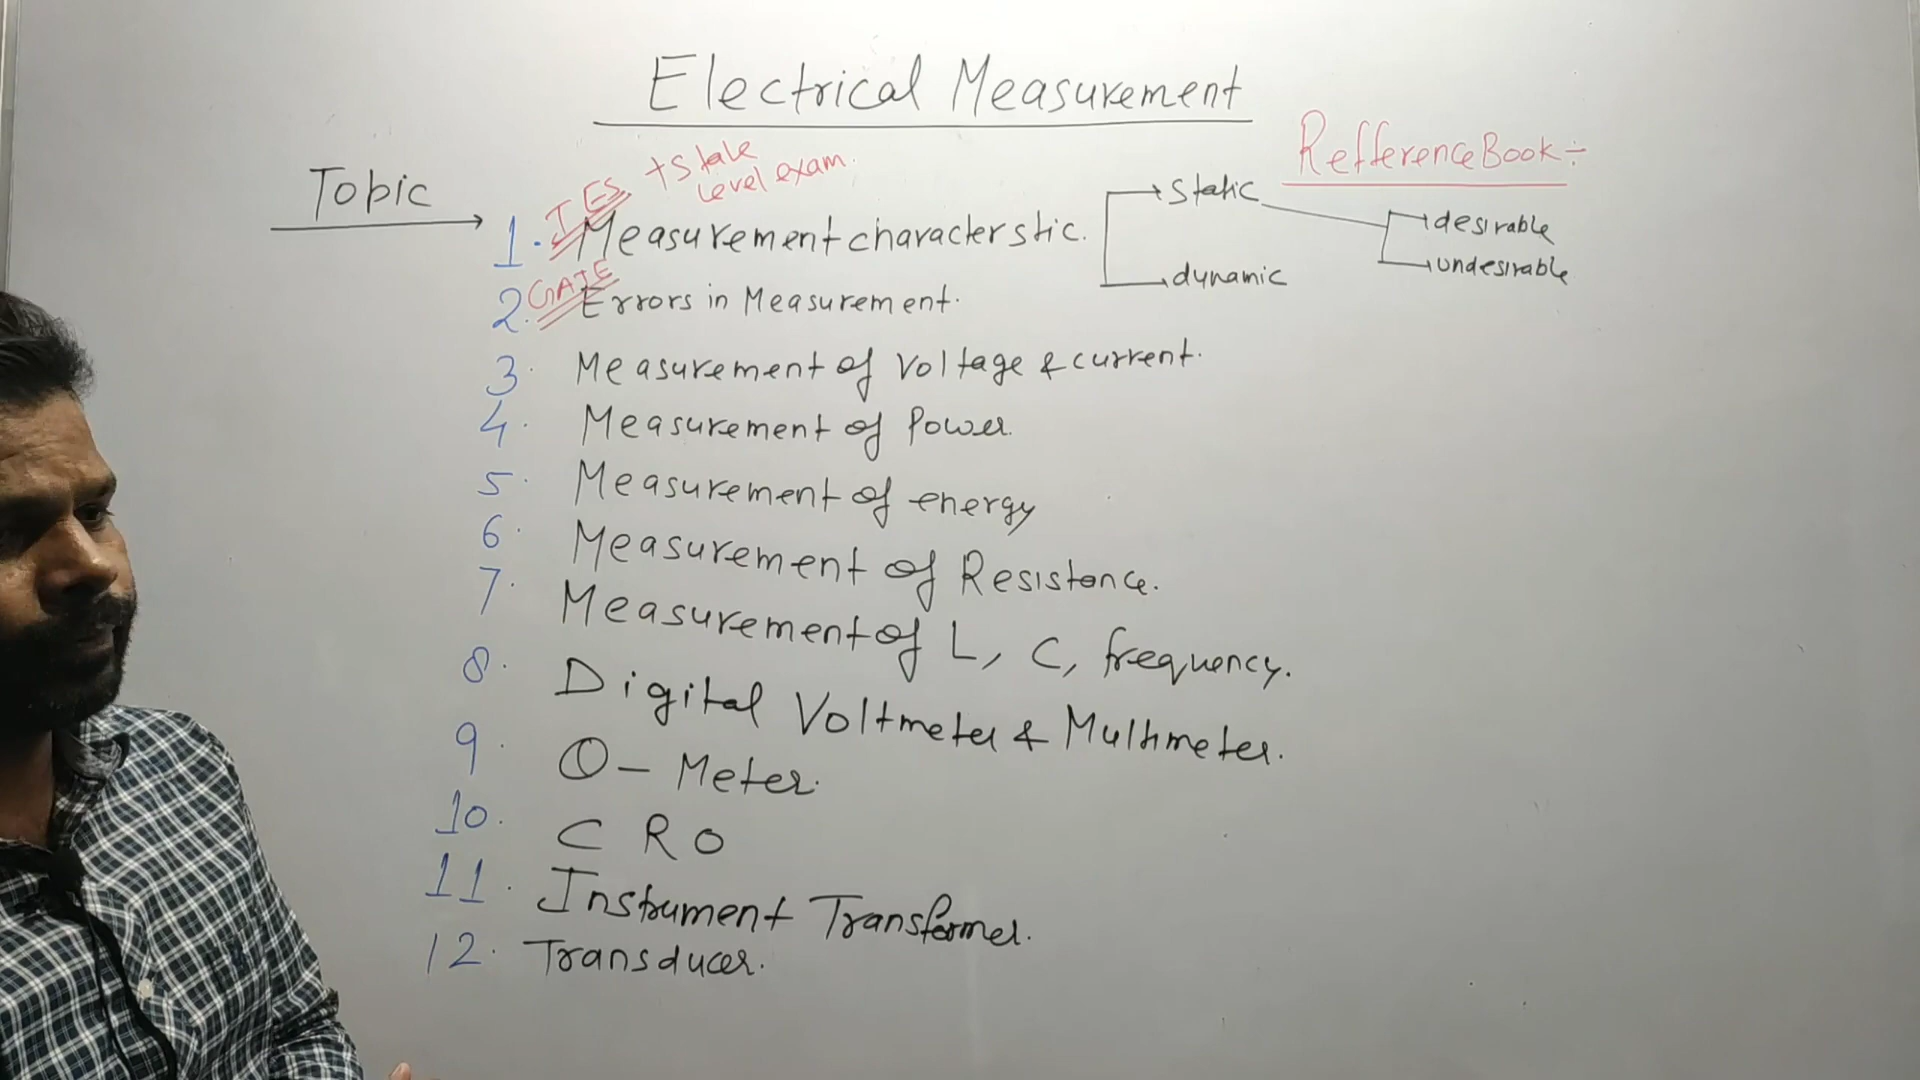 Electrical Measurement
Refference Book :-
Topic
IES + State
level exam.
1. Measurement characterstic.
static
desirable
undesirable
dynamic
GATE
2. Errors in Measurement.
3. Measurement of Voltage & current.
4. Measurement of Power.
5. Measurement of energy
6. Measurement of Resistance.
7. Measurement of L, C, frequency.
8. Digital Voltmeter & Multimeter.
9. Q - Meter.
10. C R O
11. Instrument Transformer.
12. Transducer.